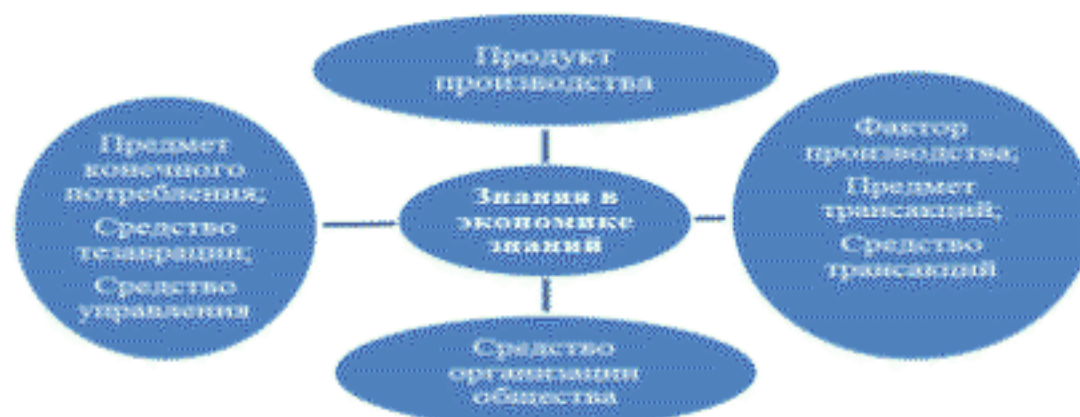 Продукт
производства
Предмет
конечного
потребления;
Средство
тезаврации;
Средство
управления
Знания в
экономике
знаний
Фактор
производства;
Предмет
трансакций;
Средство
трансакций
Средство
организации
общества